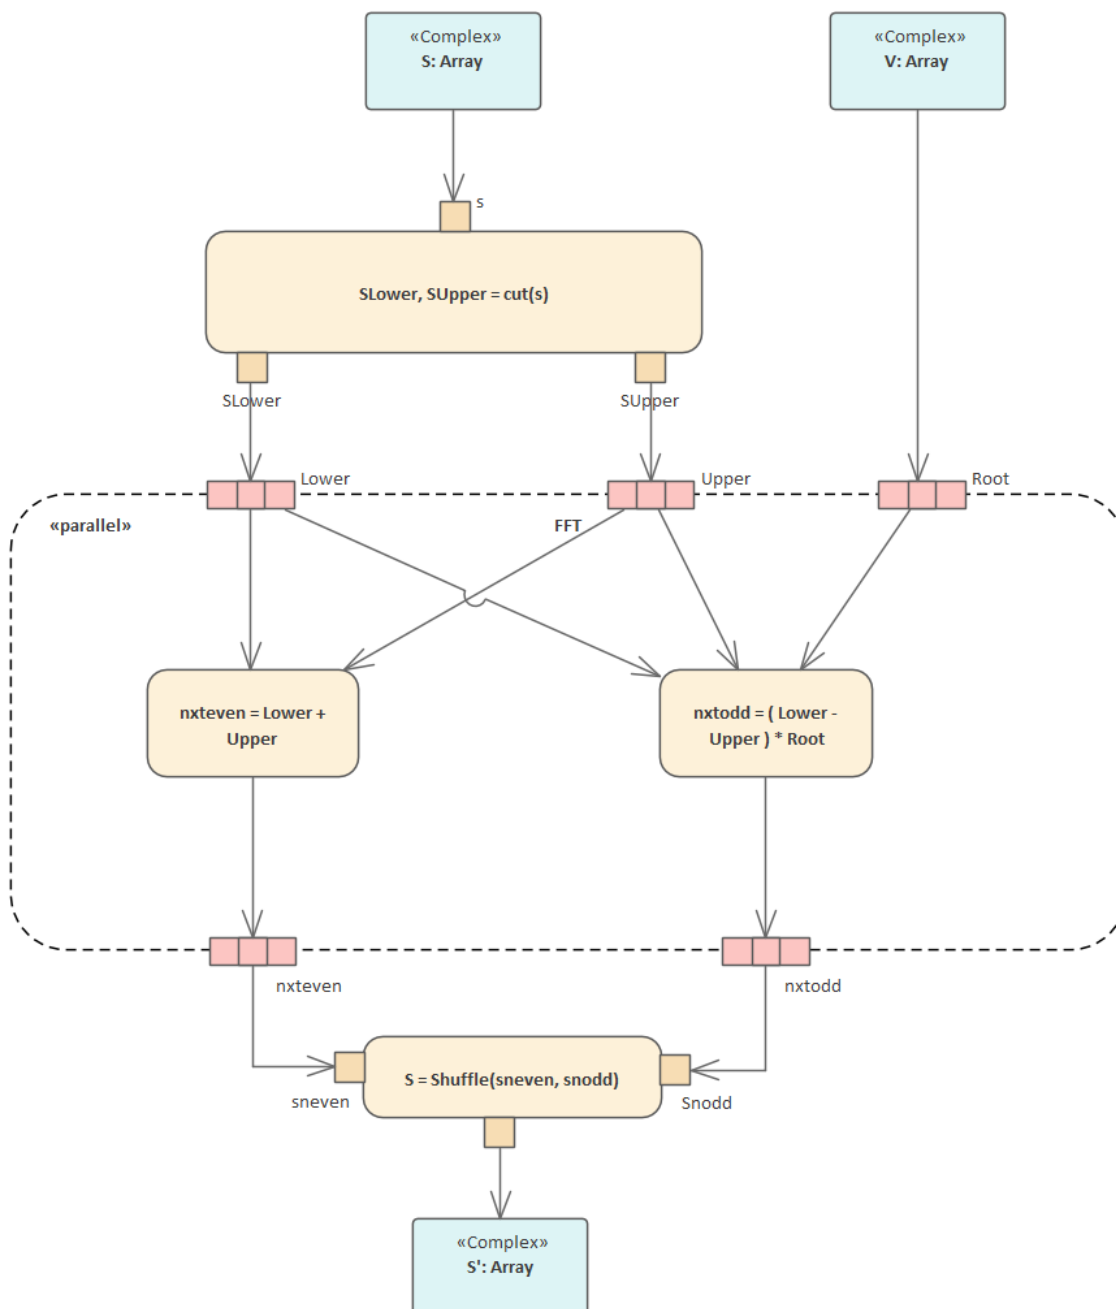 «Complex»
S: Array
«Complex»
V: Array
s
SLower, SUpper = cut(s)
SLower
SUpper
Lower
Upper
Root
«parallel»
FFT
nxteven = Lower +
Upper
nxtodd = ( Lower -
Upper ) * Root
nxteven
nxtodd
S = Shuffle(sneven, snodd)
sneven
Snodd
«Complex»
S': Array